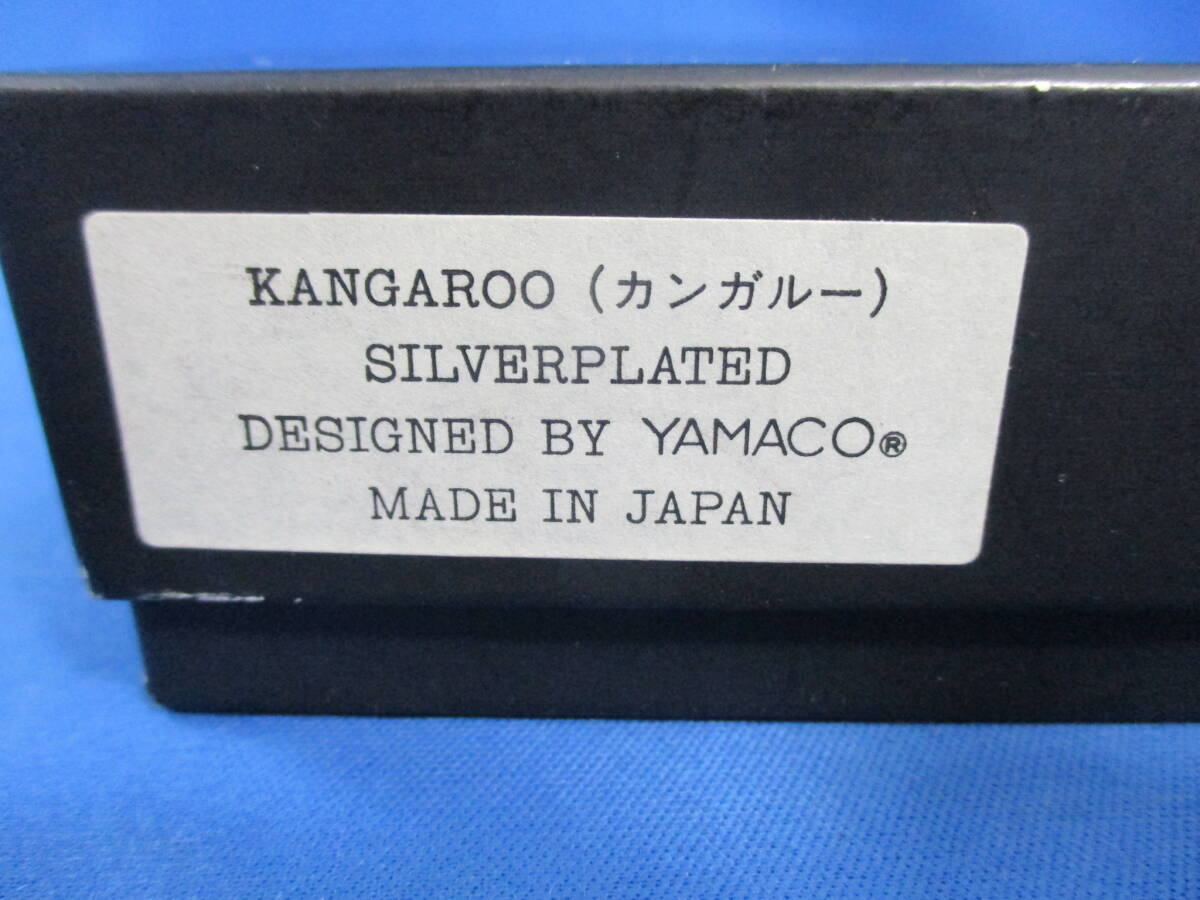 KANGAROO (カンガルー)
SILVERPLATED
DESIGNED BY YAMACO®
MADE IN JAPAN